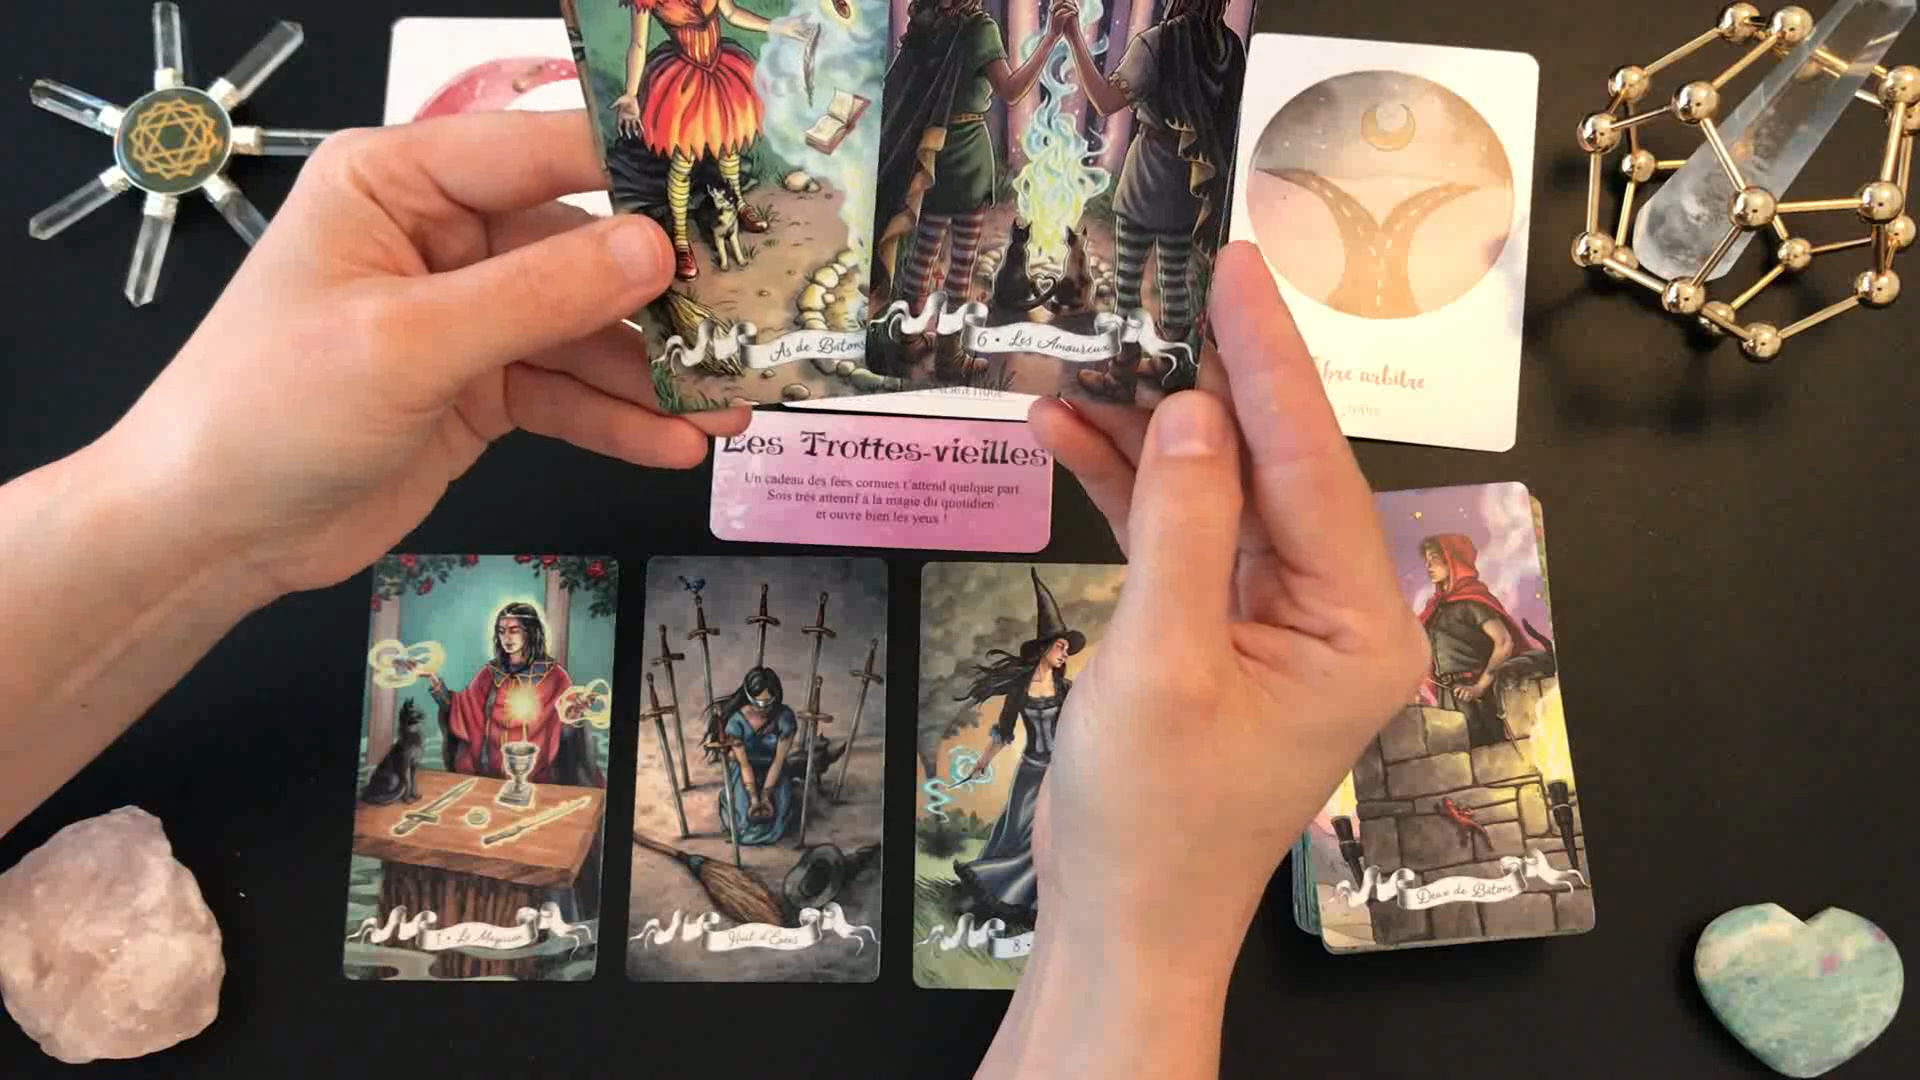 As de Bâtons
6 • Les Amoureux
bre arbitre
Les Trottes-vieilles
Un cadeau des fées cornues t'attend quelque part.
Sois très attentif à la magie du quotidien
et ouvre bien les yeux !
1 • Le Magicien
Huit d'Épées
8 •
Deux de Bâtons